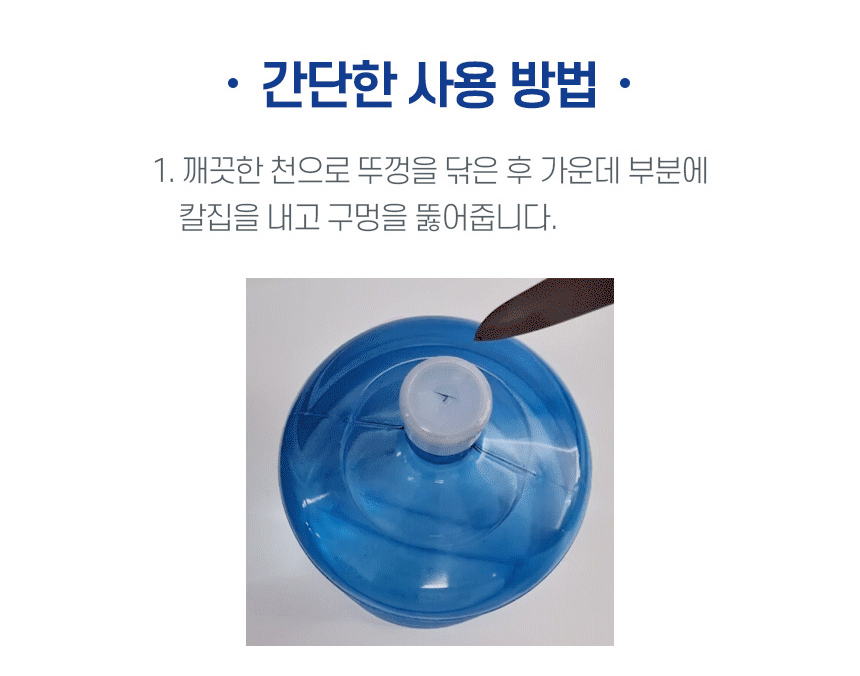 · 간단한 사용 방법 ·
1. 깨끗한 천으로 뚜껑을 닦은 후 가운데 부분에
칼집을 내고 구멍을 뚫어줍니다.